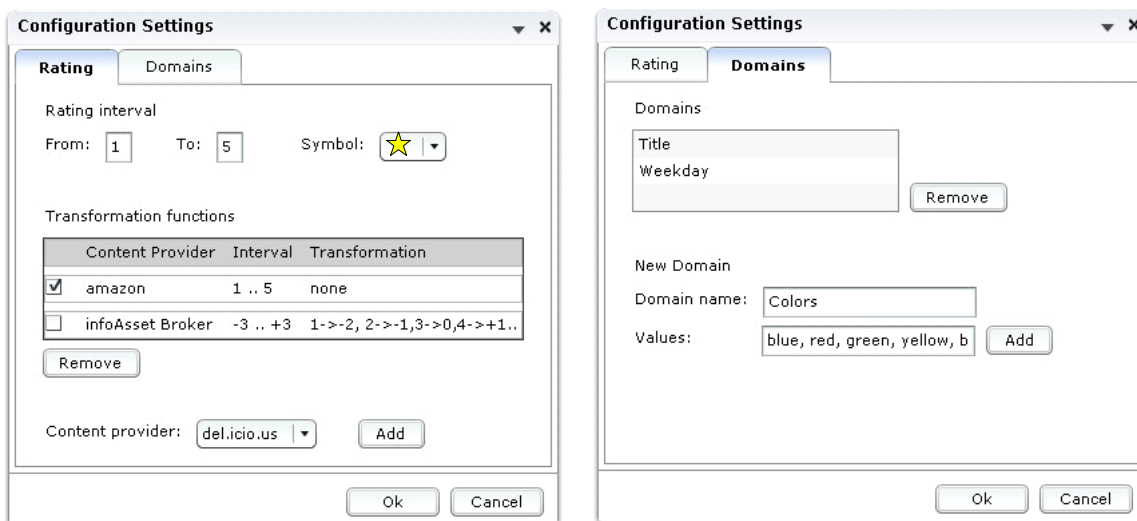 Configuration Settings
Rating Domains
Rating interval
From: 1 To: 5 Symbol:
Transformation functions
Content Provider Interval Transformation
amazon 1 .. 5 none
infoAsset Broker -3 .. +3 1->-2, 2->-1,3->0,4->+1..
Remove
Content provider: del.icio.us Add
Ok Cancel
Configuration Settings
Rating Domains
Domains
Title
Weekday
Remove
New Domain
Domain name: Colors
Values: blue, red, green, yellow, b Add
Ok Cancel